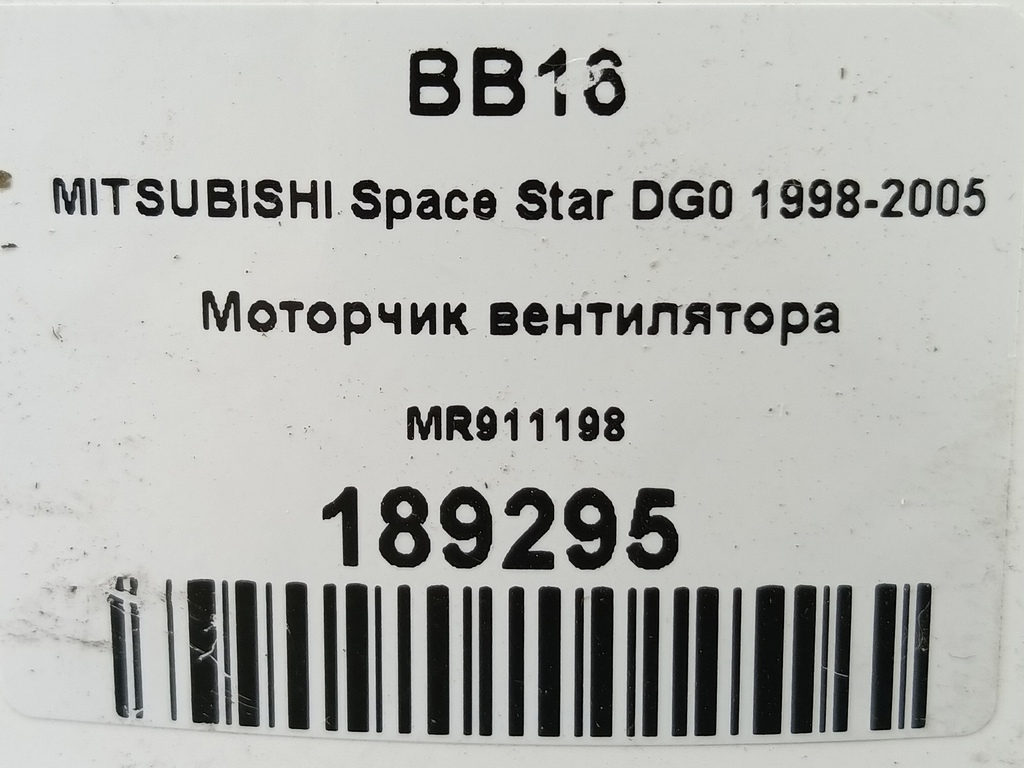 BB16
MITSUBISHI Space Star DG0 1998-2005
Моторчик вентилятора
MR911198
189295